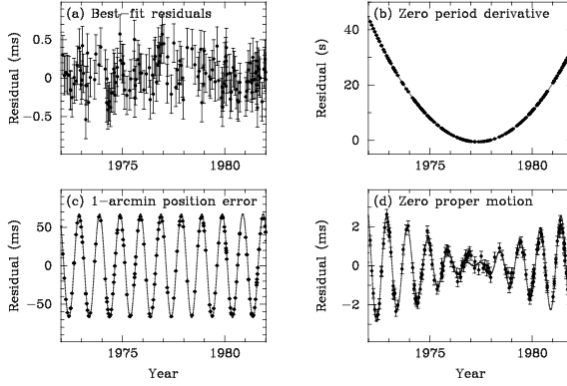 (a) Best-fit residuals
Residual (ms)
0.5
0
−0.5
1975
1980
(b) Zero period derivative
Residual (s)
40
20
0
1975
1980
(c) 1-arcmin position error
Residual (ms)
50
0
−50
1975
1980
Year
(d) Zero proper motion
Residual (ms)
2
0
−2
1975
1980
Year